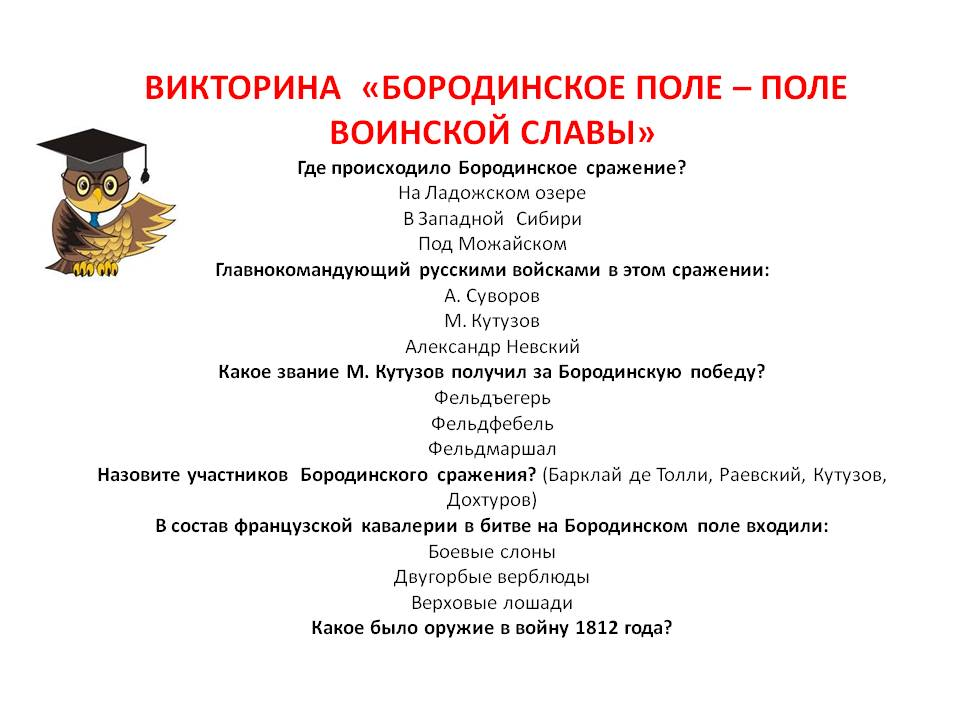 ВИКТОРИНА «БОРОДИНСКОЕ ПОЛЕ – ПОЛЕ
ВОИНСКОЙ СЛАВЫ»
Где происходило Бородинское сражение?
На Ладожском озере
В Западной Сибири
Под Можайском
Главнокомандующий русскими войсками в этом сражении:
А. Суворов
М. Кутузов
Александр Невский
Какое звание М. Кутузов получил за Бородинскую победу?
Фельдъегерь
Фельдфебель
Фельдмаршал
Назовите участников Бородинского сражения? (Барклай де Толли, Раевский, Кутузов,
Дохтуров)
В состав французской кавалерии в битве на Бородинском поле входили:
Боевые слоны
Двугорбые верблюды
Верховые лошади
Какое было оружие в войну 1812 года?